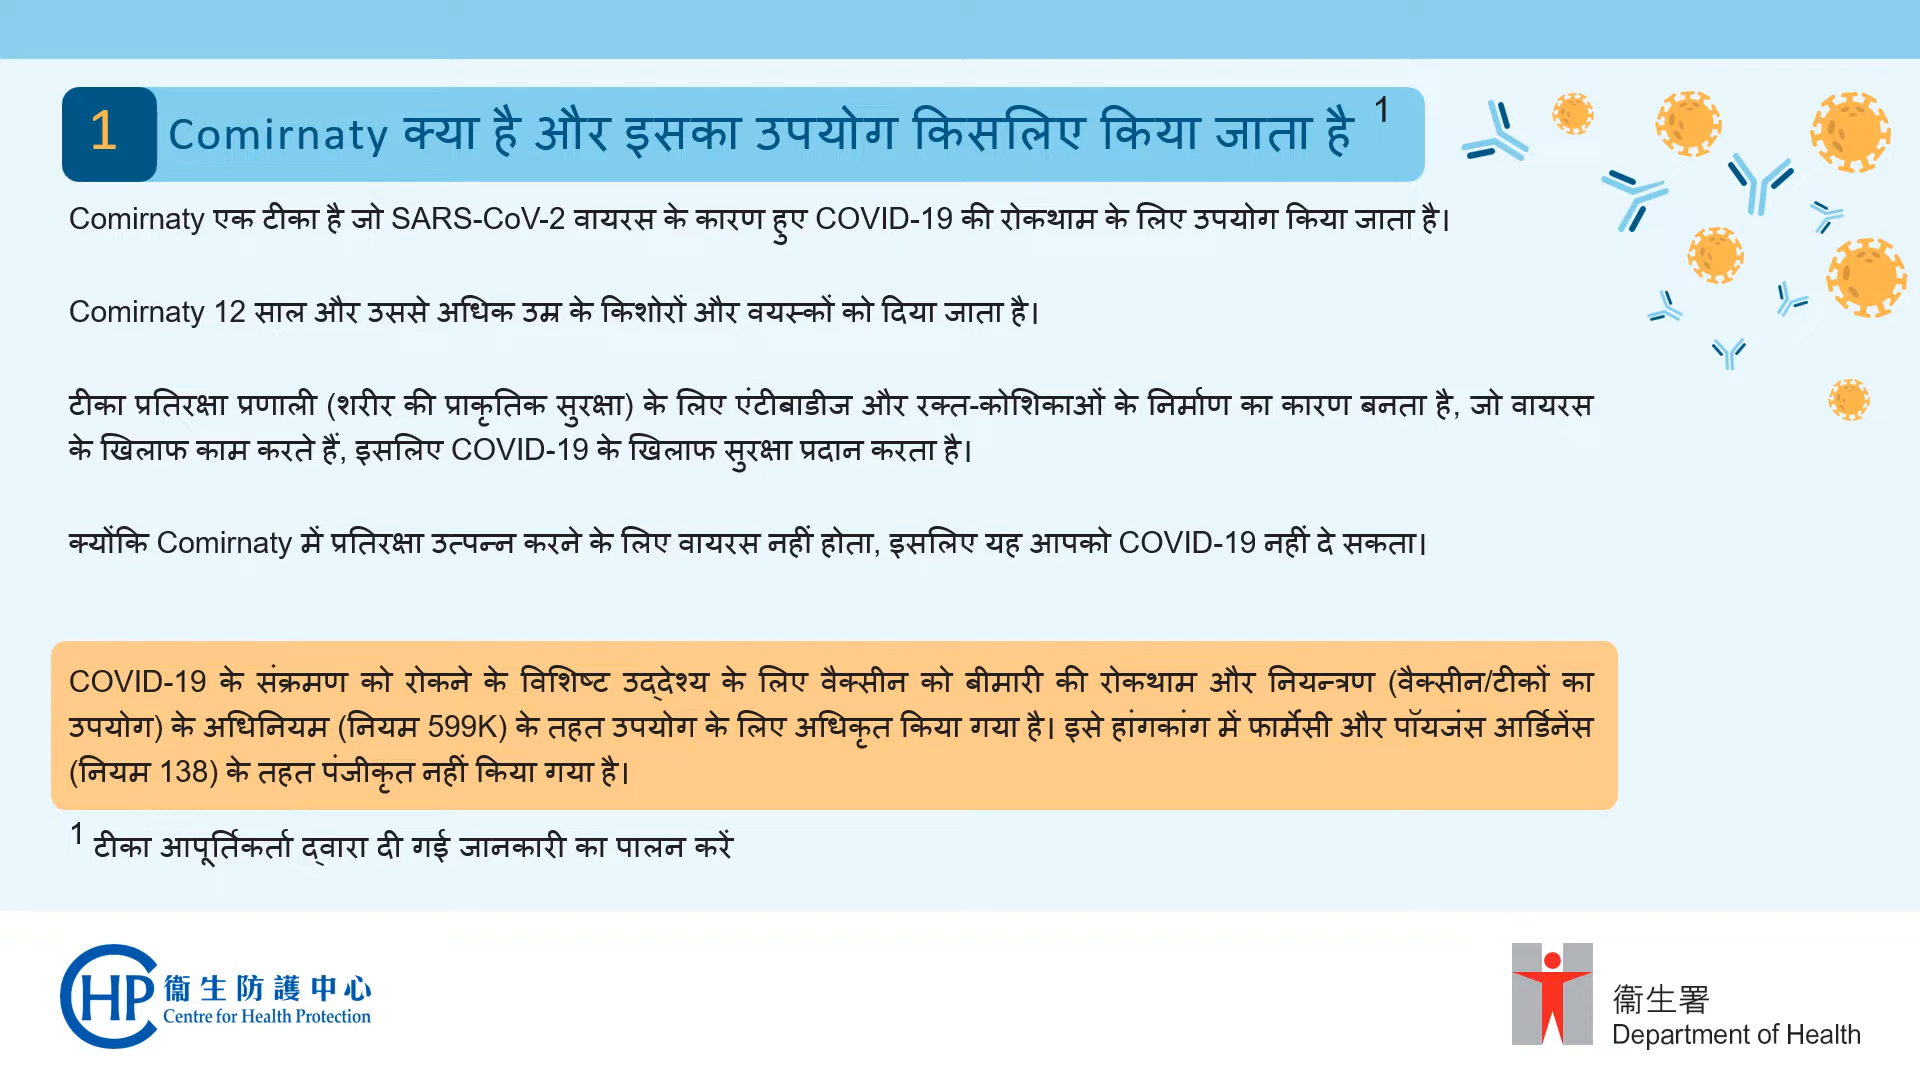 1 Comirnaty क्या है और इसका उपयोग किसलिए किया जाता है 1
Comirnaty एक टीका है जो SARS-CoV-2 वायरस के कारण हुए COVID-19 की रोकथाम के लिए उपयोग किया जाता है।
Comirnaty 12 साल और उससे अधिक उम्र के किशोरों और वयस्कों को दिया जाता है।
टीका प्रतिरक्षा प्रणाली (शरीर की प्राकृतिक सुरक्षा) के लिए एंटीबाडीज और रक्त-कोशिकाओं के निर्माण का कारण बनता है, जो वायरस
के खिलाफ काम करते हैं, इसलिए COVID-19 के खिलाफ सुरक्षा प्रदान करता है।
क्योंकि Comirnaty में प्रतिरक्षा उत्पन्न करने के लिए वायरस नहीं होता, इसलिए यह आपको COVID-19 नहीं दे सकता।
COVID-19 के संक्रमण को रोकने के विशिष्ट उद्देश्य के लिए वैक्सीन को बीमारी की रोकथाम और नियन्त्रण (वैक्सीन/टीकों का
उपयोग) के अधिनियम (नियम 599K) के तहत उपयोग के लिए अधिकृत किया गया है। इसे हांगकांग में फार्मेसी और पॉयजंस आर्डिनेंस
(नियम 138) के तहत पंजीकृत नहीं किया गया है।
1 टीका आपूर्तिकर्ता द्वारा दी गई जानकारी का पालन करें
CHP 衞生防護中心
Centre for Health Protection
衞生署
Department of Health